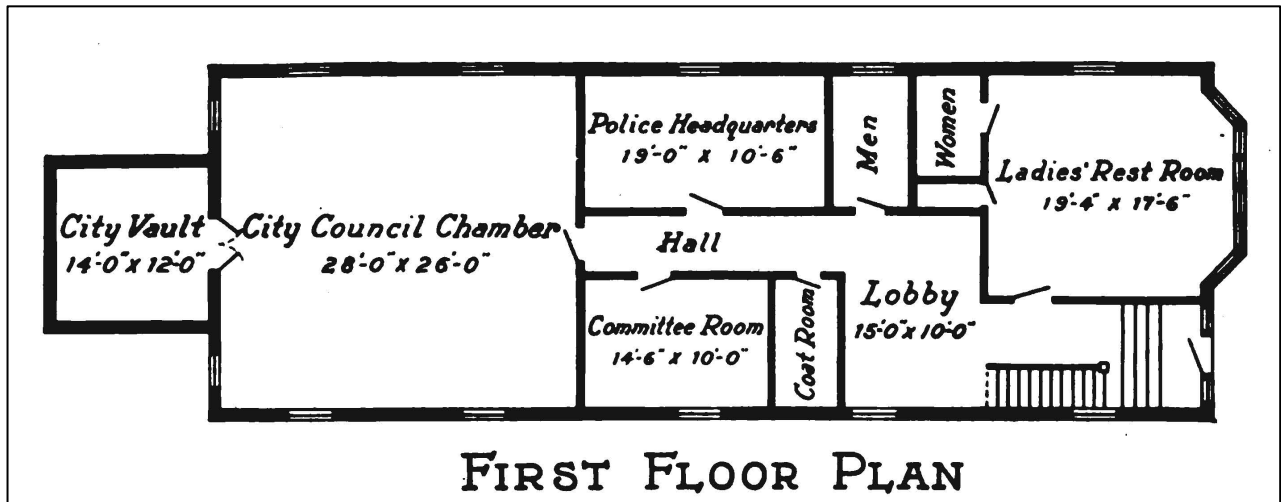 City Vault
14'-0" x 12'-0"
City Council Chamber
28'-0" x 26'-0"
Police Headquarters
19'-0" x 10'-6"
Men
Women
Ladies' Rest Room
19'-4" x 17'-6"
Hall
Committee Room
14'-6" x 10'-0"
Coat Room
Lobby
15'-0" x 10'-0"
FIRST FLOOR PLAN